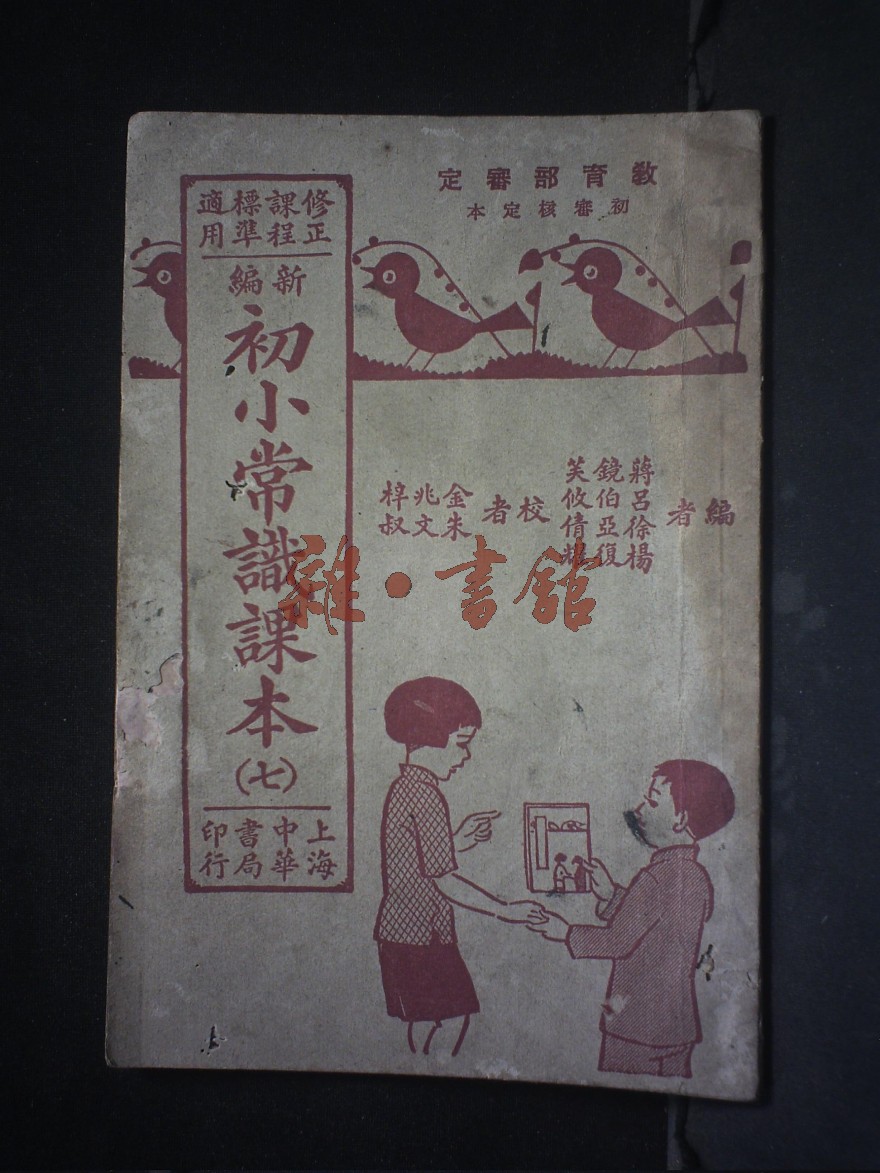 教育部審定
初審核定本
修正課程標準適用
新編
初小常識課本(七)
上海中華書局印行
編者
蔣鏡芙
呂伯攸
徐亞倩
楊復耀
校者
金兆梓
朱文叔
雜·書館